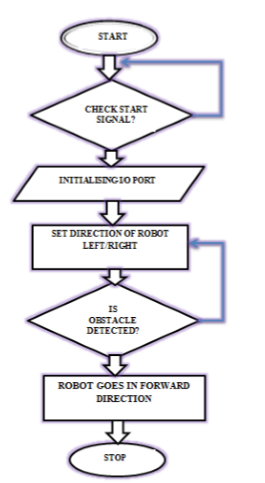 START
CHECK START
SIGNAL?
INITIALISING I/O PORT
SET DIRECTION OF ROBOT
LEFT/RIGHT
IS
OBSTACLE
DETECTED?
ROBOT GOES IN FORWARD
DIRECTION
STOP